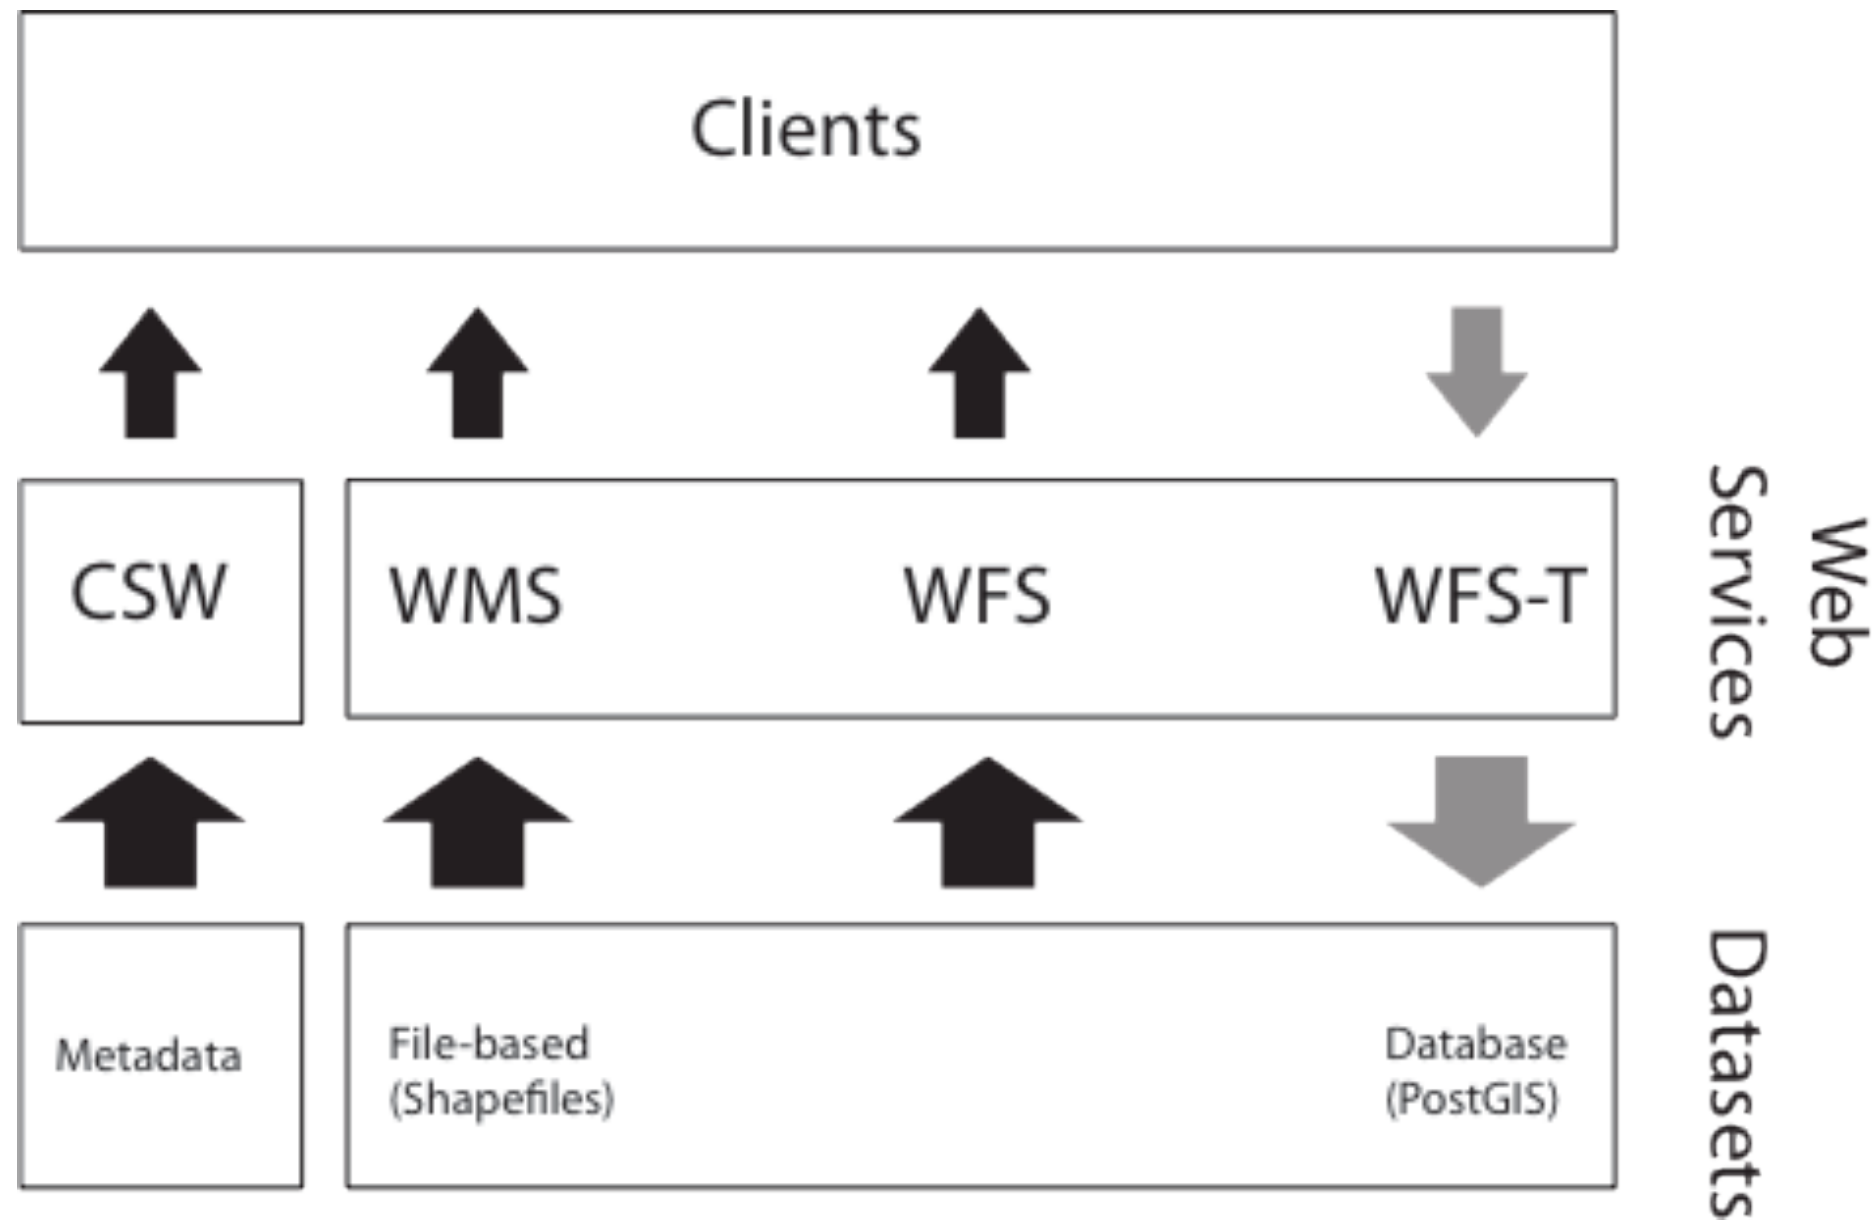 Clients
CSW
WMS
WFS
WFS-T
Web
Services
Metadata
File-based
(Shapefiles)
Database
(PostGIS)
Datasets